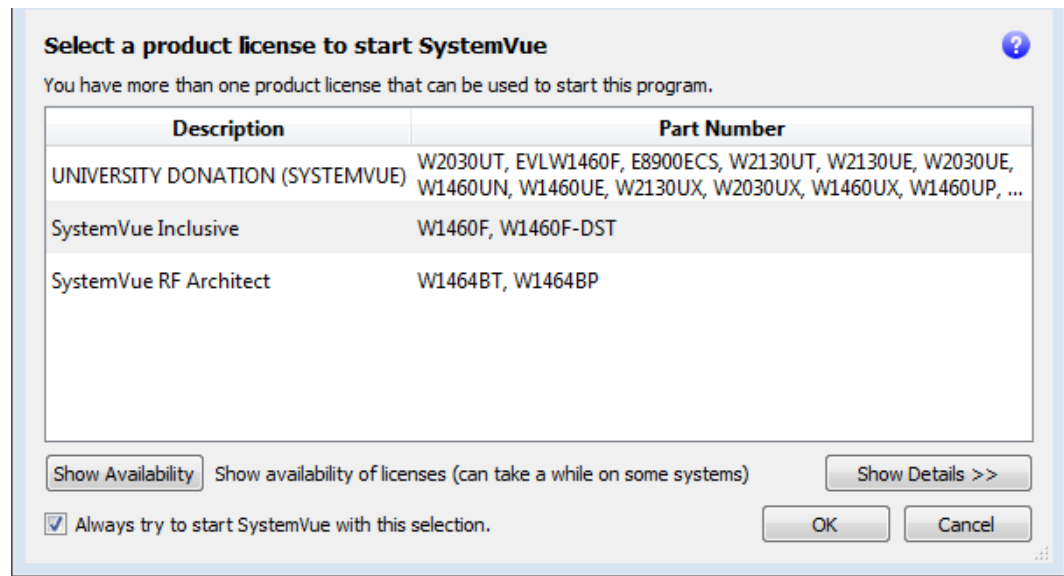 Select a product license to start SystemVue
?
You have more than one product license that can be used to start this program.
Description Part Number
UNIVERSITY DONATION (SYSTEMVUE) W2030UT, EVLW1460F, E8900ECS, W2130UT, W2130UE, W2030UE,
W1460UN, W1460UE, W2130UX, W2030UX, W1460UX, W1460UP, ...
SystemVue Inclusive W1460F, W1460F-DST
SystemVue RF Architect W1464BT, W1464BP
Show Availability Show availability of licenses (can take a while on some systems) Show Details >>
Always try to start SystemVue with this selection. OK Cancel